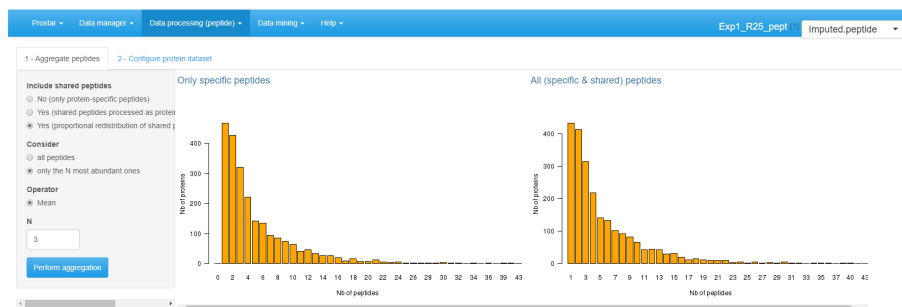 Prostar Data manager Data processing (peptide) Data mining Help
Exp1_R25_pept Imputed.peptide
1 - Aggregate peptides 2 - Configure protein dataset
Include shared peptides
No (only protein-specific peptides)
Yes (shared peptides processed as protein
Yes (proportional redistribution of shared p
Consider
all peptides
only the N most abundant ones
Operator
Mean
N
3
Perform aggregation
Only specific peptides
Nb of proteins
400
300
200
100
0
0 2 4 6 8 10 12 14 16 18 20 22 24 26 28 30 32 34 36 39 43
Nb of peptides
All (specific & shared) peptides
Nb of proteins
400
300
200
100
0
1 3 5 7 9 11 13 15 17 19 21 23 25 27 29 31 33 35 37 40 43
Nb of peptides